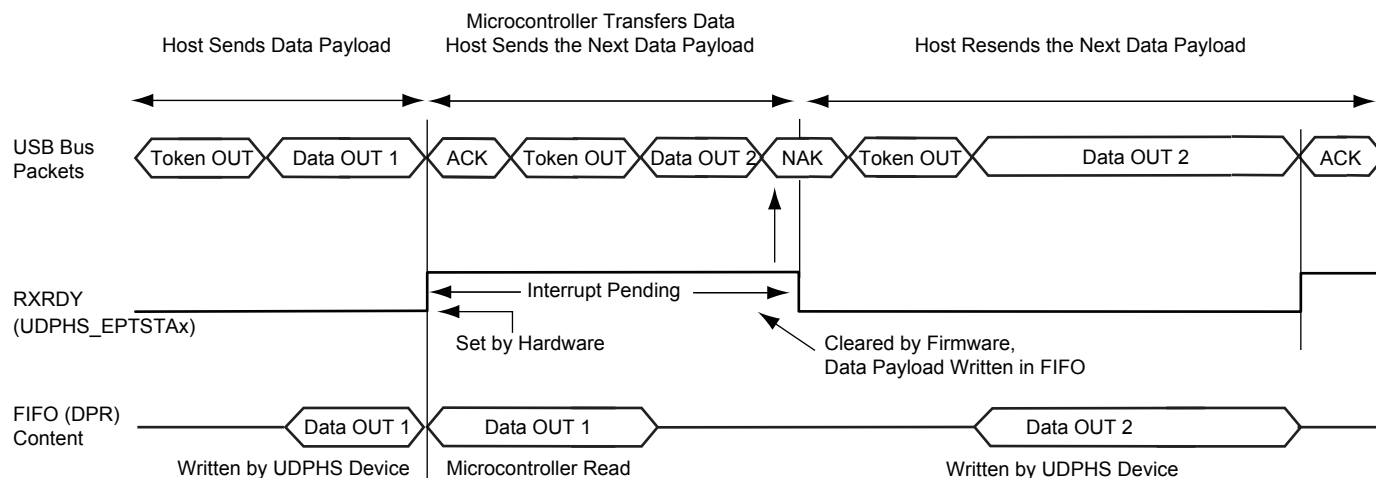 Host Sends Data Payload
Microcontroller Transfers Data
Host Sends the Next Data Payload
Host Resends the Next Data Payload
USB Bus
Packets
Token OUT
Data OUT 1
ACK
Token OUT
Data OUT 2
NAK
Token OUT
Data OUT 2
ACK
RXRDY
(UDPHS_EPTSTAx)
Interrupt Pending
Set by Hardware
Cleared by Firmware,
Data Payload Written in FIFO
FIFO (DPR)
Content
Data OUT 1
Data OUT 1
Data OUT 2
Written by UDPHS Device
Microcontroller Read
Written by UDPHS Device